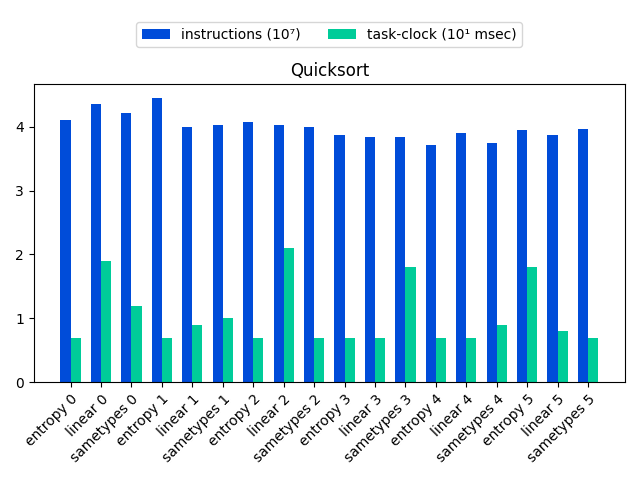 instructions (10⁷)
task-clock (10¹ msec)
Quicksort
4
3
2
1
0
entropy 0
linear 0
sametypes 0
entropy 1
linear 1
sametypes 1
entropy 2
linear 2
sametypes 2
entropy 3
linear 3
sametypes 3
entropy 4
linear 4
sametypes 4
entropy 5
linear 5
sametypes 5